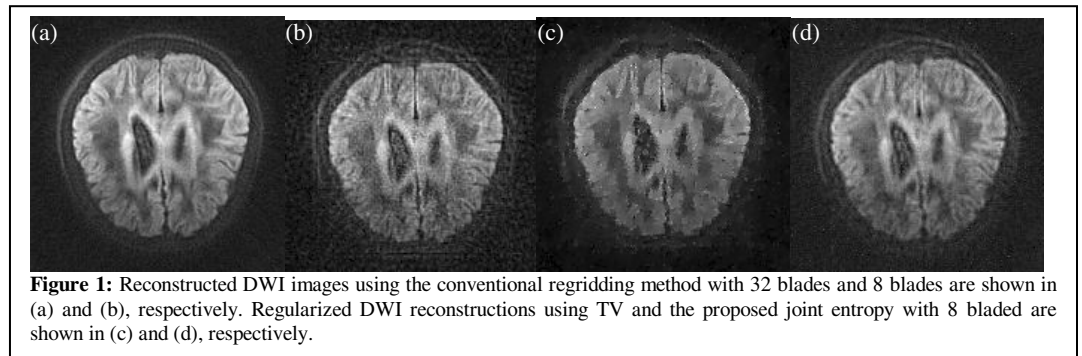 (a) (b) (c) (d)
Figure 1: Reconstructed DWI images using the conventional regridding method with 32 blades and 8 blades are shown in
(a) and (b), respectively. Regularized DWI reconstructions using TV and the proposed joint entropy with 8 bladed are
shown in (c) and (d), respectively.